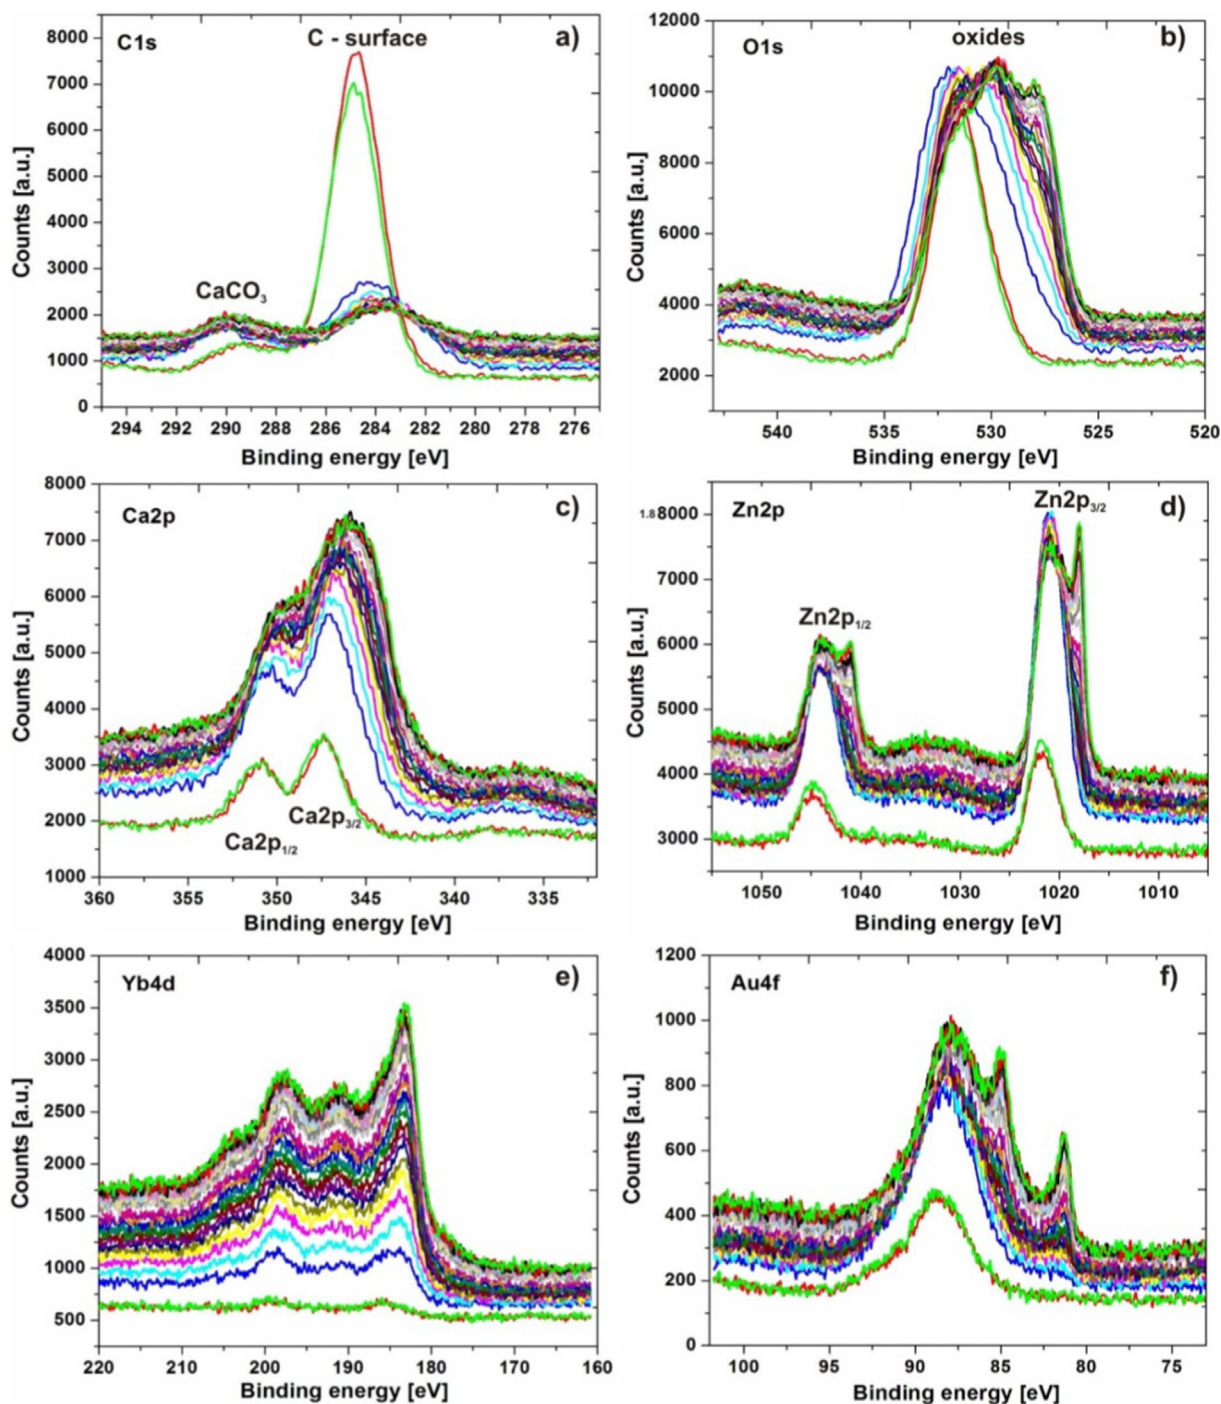 C1s
C - surface
a)
CaCO3
8000
7000
6000
5000
4000
3000
2000
1000
0
Counts [a.u.]
294 292 290 288 286 284 282 280 278 276
Binding energy [eV]
O1s
oxides
b)
12000
10000
8000
6000
4000
2000
Counts [a.u.]
540 535 530 525 520
Binding energy [eV]
Ca2p
c)
8000
7000
6000
5000
4000
3000
2000
1000
Counts [a.u.]
Ca2p3/2
Ca2p1/2
360 355 350 345 340 335
Binding energy [eV]
Zn2p
Zn2p3/2
d)
Zn2p1/2
1.8
8000
7000
6000
5000
4000
3000
Counts [a.u.]
1050 1040 1030 1020 1010
Binding energy [eV]
Yb4d
e)
4000
3500
3000
2500
2000
1500
1000
500
Counts [a.u.]
220 210 200 190 180 170 160
Binding energy [eV]
Au4f
f)
1200
1000
800
600
400
200
0
Counts [a.u.]
100 95 90 85 80 75
Binding energy [eV]